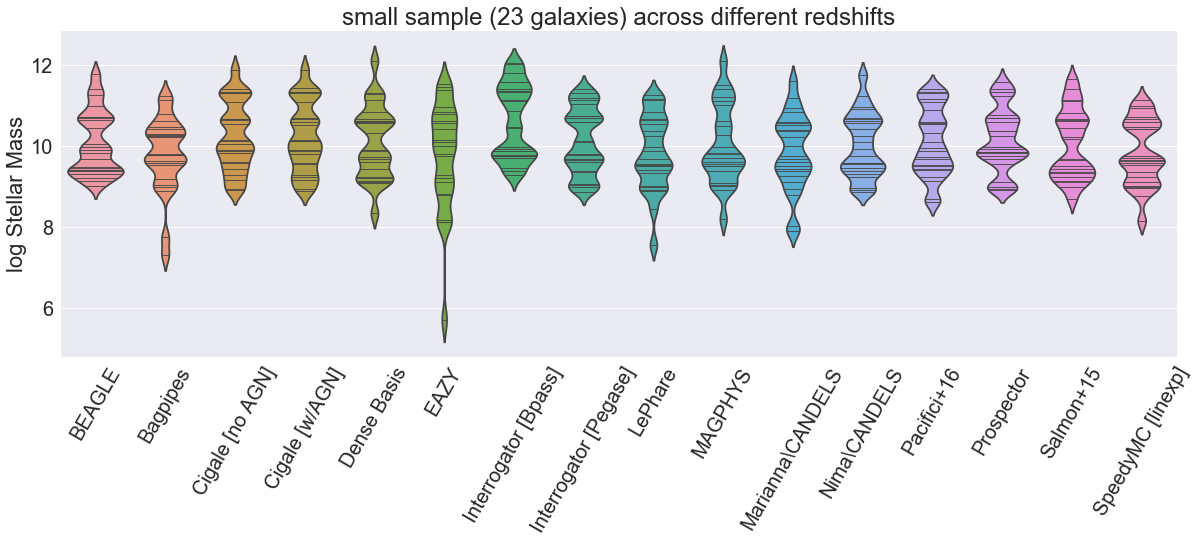 small sample (23 galaxies) across different redshifts
log Stellar Mass
12
10
8
6
BEAGLE
Bagpipes
Cigale [no AGN]
Cigale [w/AGN]
Dense Basis
EAZY
Interrogator [Bpass]
Interrogator [Pegase]
LePhare
MAGPHYS
Marianna\CANDELS
Nima\CANDELS
Pacifici+16
Prospector
Salmon+15
SpeedyMC [linexp]